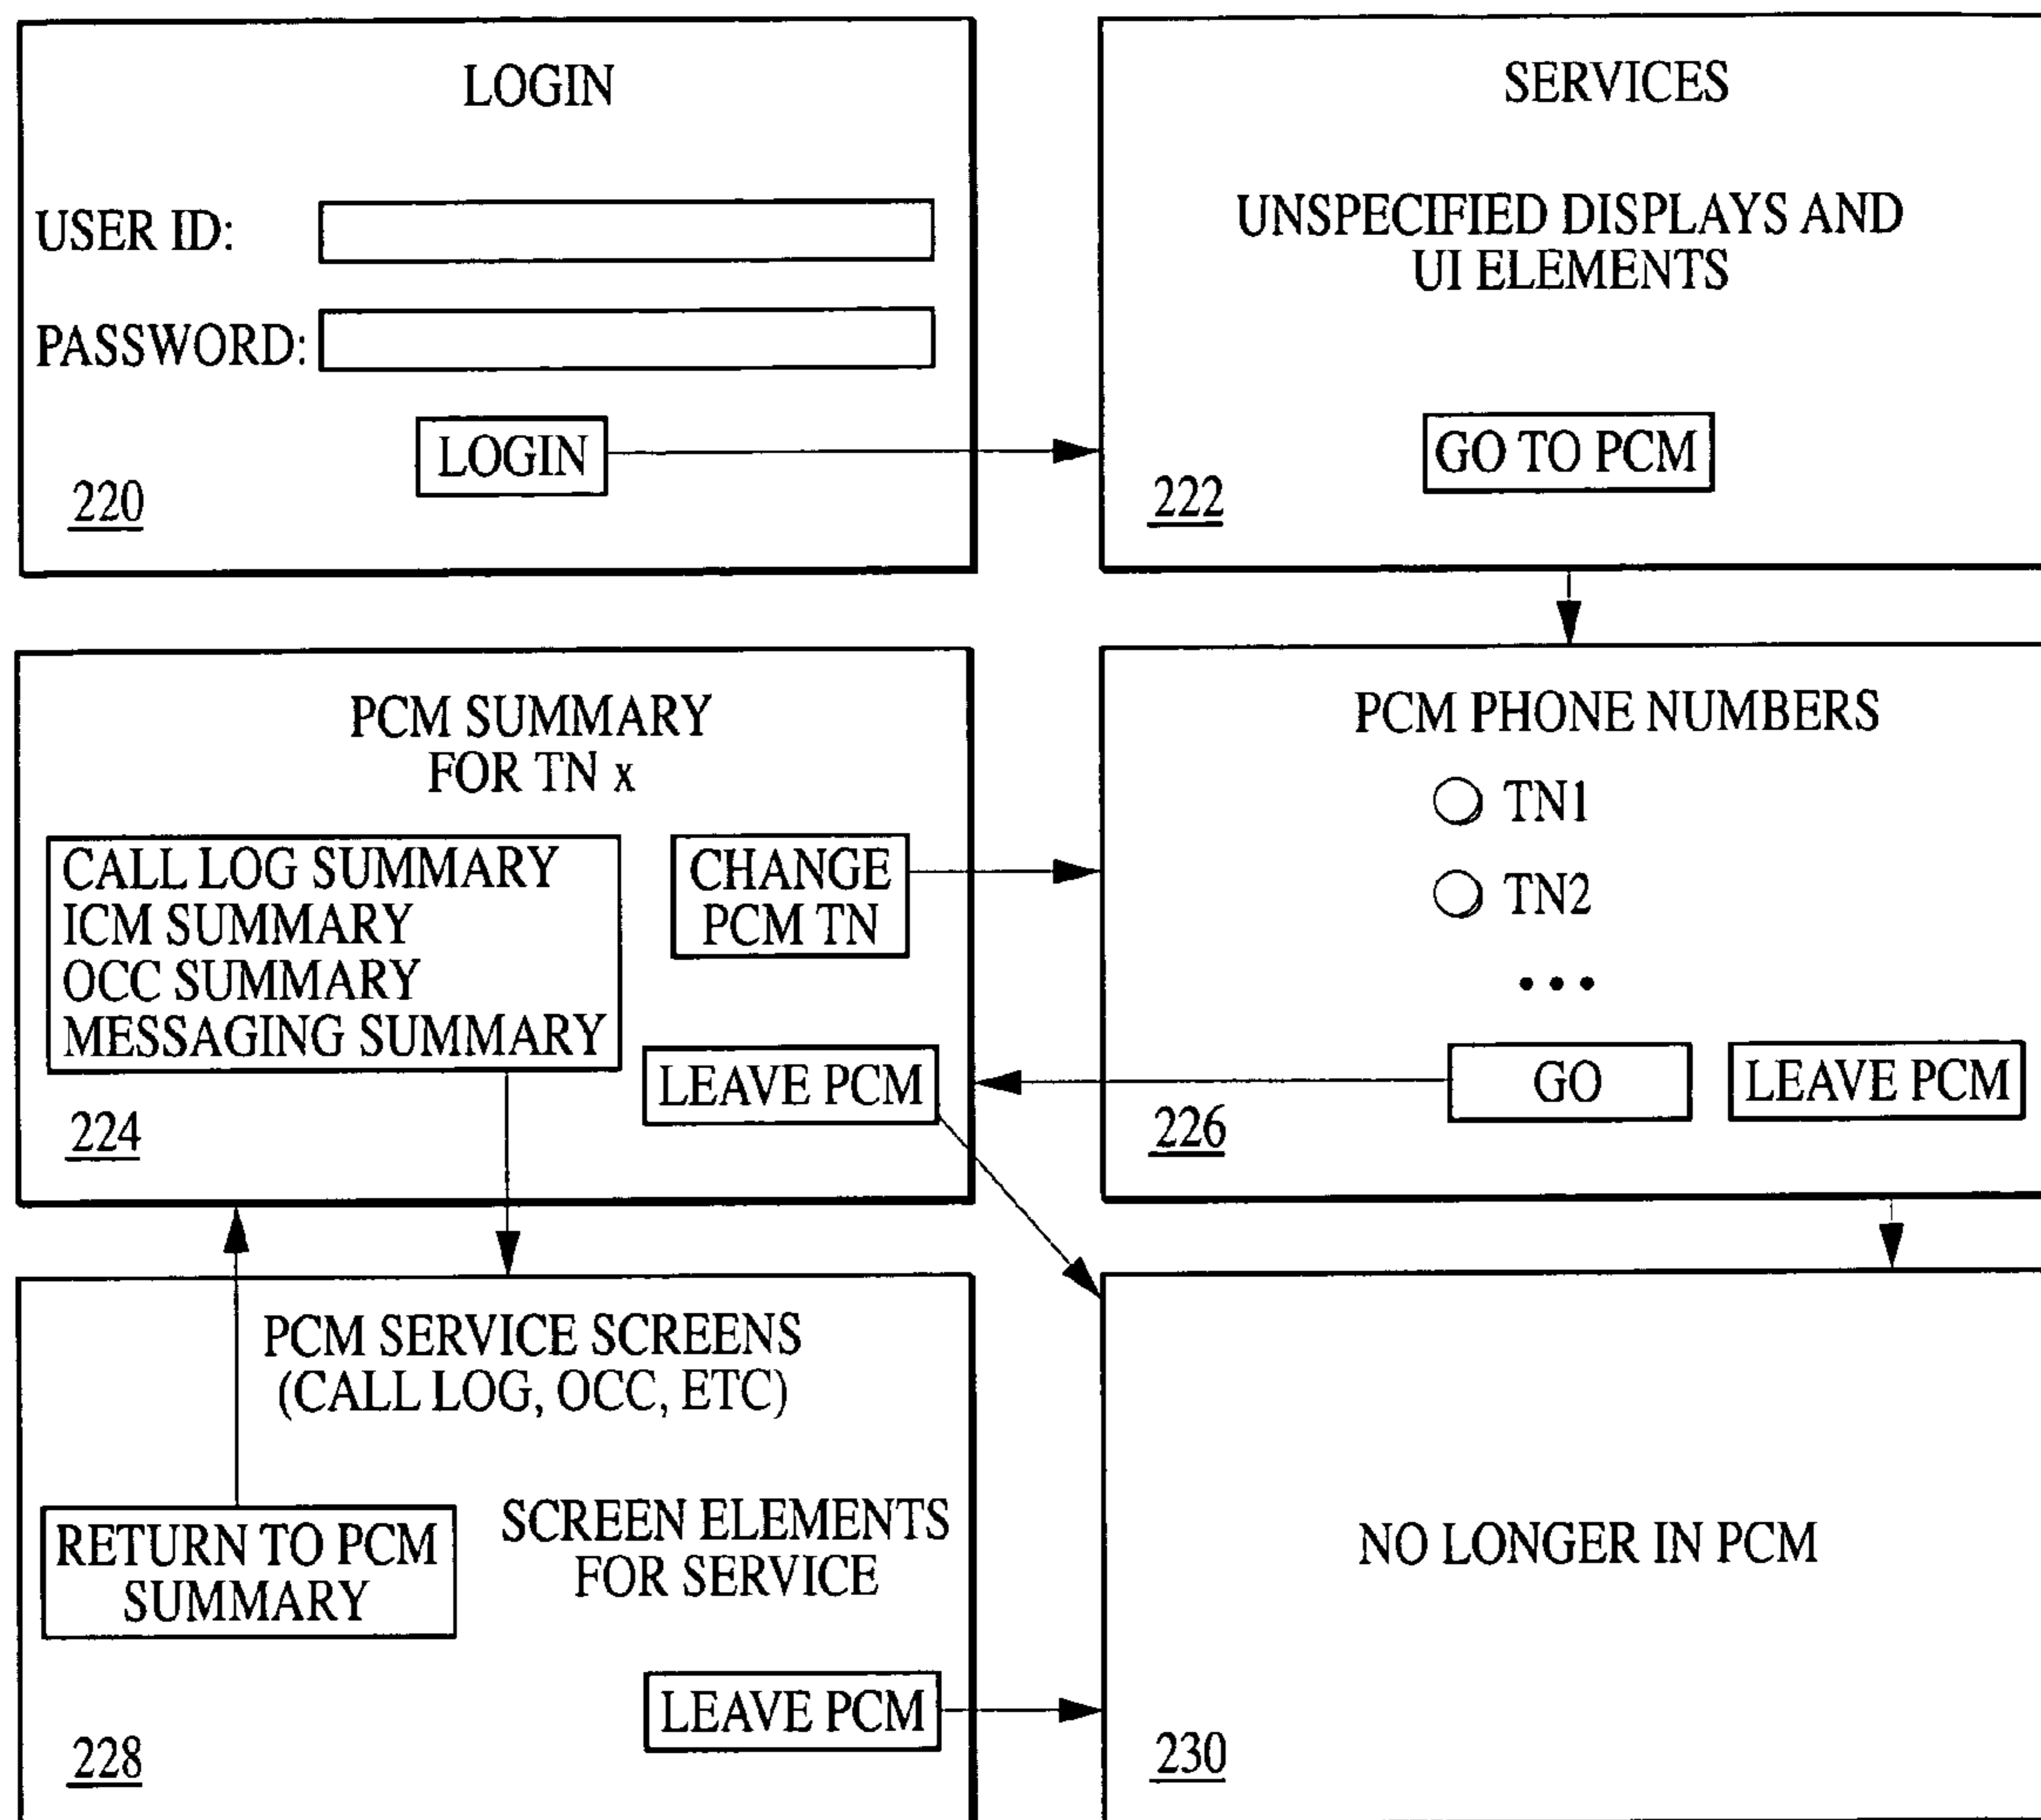 LOGIN
USER ID:
PASSWORD:
LOGIN
220
SERVICES
UNSPECIFIED DISPLAYS AND
UI ELEMENTS
GO TO PCM
222
PCM SUMMARY
FOR TN x
CALL LOG SUMMARY
ICM SUMMARY
OCC SUMMARY
MESSAGING SUMMARY
CHANGE
PCM TN
LEAVE PCM
224
PCM PHONE NUMBERS
TN1
TN2
•••
GO
LEAVE PCM
226
PCM SERVICE SCREENS
(CALL LOG, OCC, ETC)
RETURN TO PCM
SUMMARY
SCREEN ELEMENTS
FOR SERVICE
LEAVE PCM
228
NO LONGER IN PCM
230